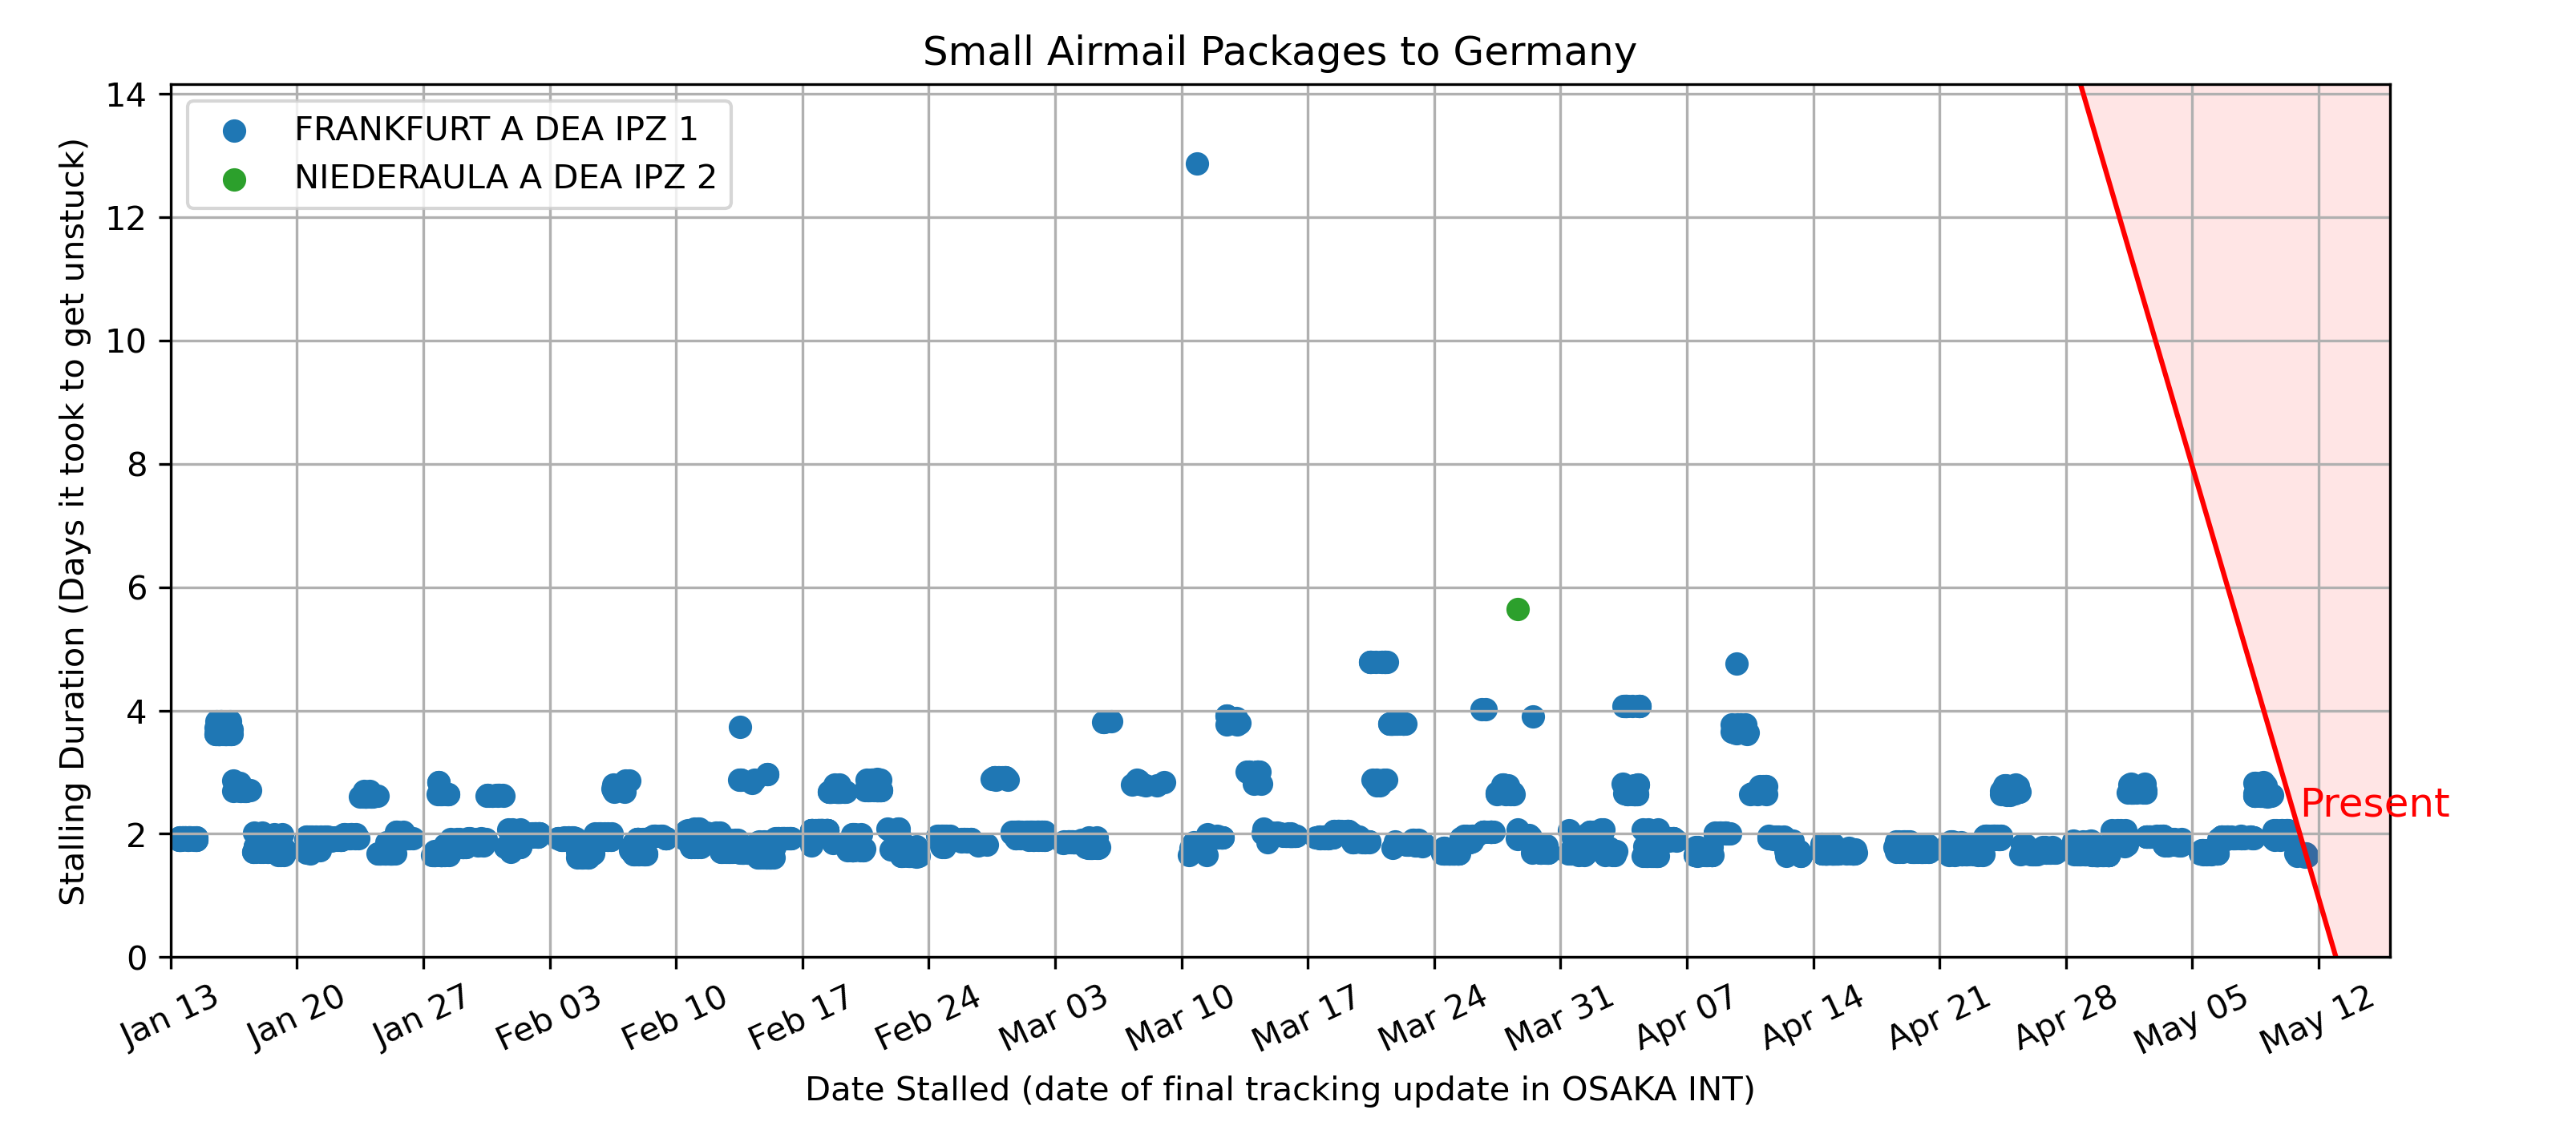 Small Airmail Packages to Germany
FRANKFURT A DEA IPZ 1
NIEDERAULA A DEA IPZ 2
Stalling Duration (Days it took to get unstuck)
14
12
10
8
6
4
2
0
Present
Jan 13
Jan 20
Jan 27
Feb 03
Feb 10
Feb 17
Feb 24
Mar 03
Mar 10
Mar 17
Mar 24
Mar 31
Apr 07
Apr 14
Apr 21
Apr 28
May 05
May 12
Date Stalled (date of final tracking update in OSAKA INT)